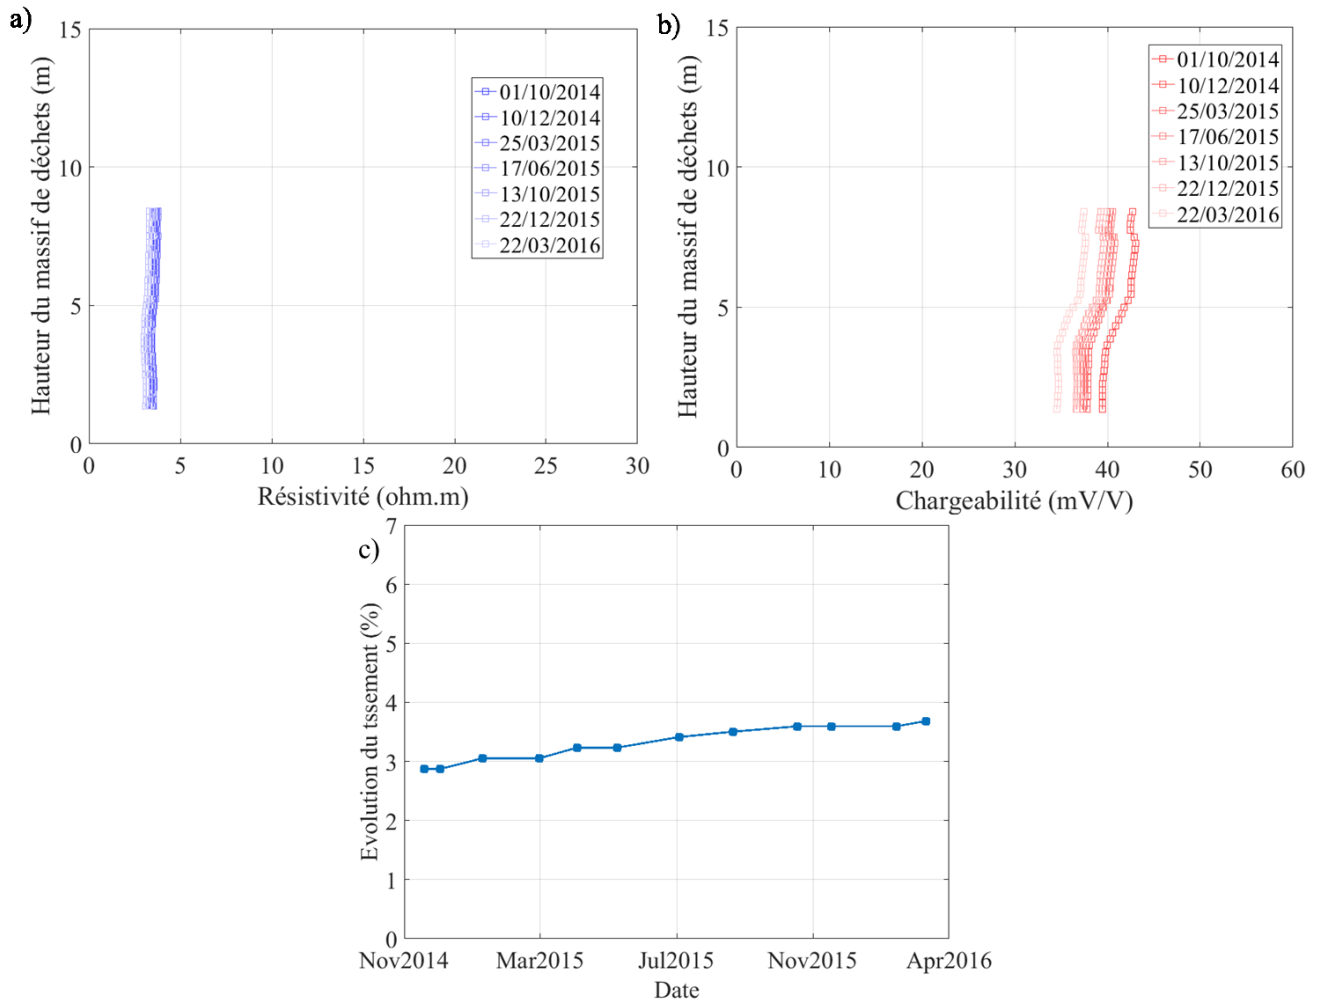 a)
15
10
5
0
0 5 10 15 20 25 30
Hauteur du massif de déchets (m)
Résistivité (ohm.m)
01/10/2014
10/12/2014
25/03/2015
17/06/2015
13/10/2015
22/12/2015
22/03/2016
b)
15
10
5
0
0 10 20 30 40 50 60
Hauteur du massif de déchets (m)
Chargeabilité (mV/V)
01/10/2014
10/12/2014
25/03/2015
17/06/2015
13/10/2015
22/12/2015
22/03/2016
c)
7
6
5
4
3
2
1
0
Nov2014 Mar2015 Jul2015 Nov2015 Apr2016
Evolution du tssement (%)
Date